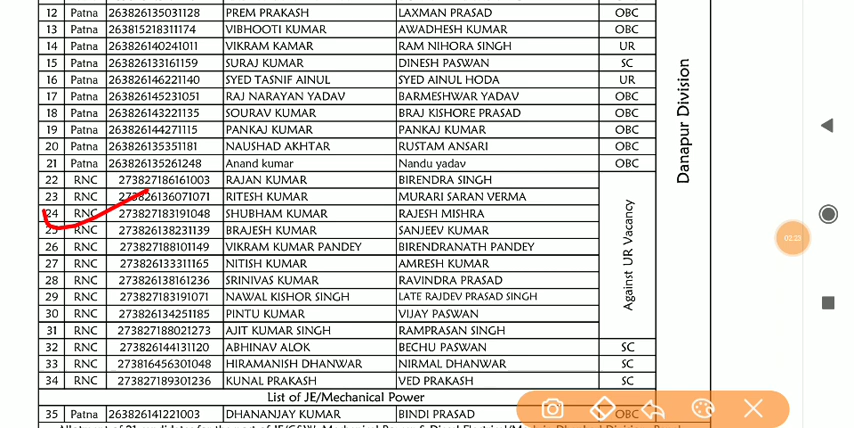 12 Patna 263826135031128 PREM PRAKASH LAXMAN PRASAD OBC
13 Patna 263815218311174 VIBHOOTI KUMAR AWADHESH KUMAR OBC
14 Patna 263826140241011 VIKRAM KAMAR RAM NIHORA SINGH UR
15 Patna 263826133161159 SURAJ KUMAR DINESH PASWAN SC
16 Patna 263826146221140 SYED TASNIF AINUL SYED AINUL HODA UR
17 Patna 263826145231051 RAJ NARAYAN YADAV BARMESHWAR YADAV OBC
18 Patna 263826143221135 SOURAV KUMAR BRAJ KISHORE PRASAD OBC
19 Patna 263826144271115 PANKAJ KUMAR PANKAJ KUMAR OBC
20 Patna 263826135351181 NAUSHAD AKHTAR RUSTAM ANSARI OBC
21 Patna 263826135261248 Anand kumar Nandu yadav OBC
22 RNC 273827186161003 RAJAN KUMAR BIRENDRA SINGH
23 RNC 273826136071071 RITESH KUMAR MURARI SARAN VERMA
24 RNC 273827183191048 SHUBHAM KUMAR RAJESH MISHRA
25 RNC 273826138231139 BRAJESH KUMAR SANJEEV KUMAR
26 RNC 273827188101149 VIKRAM KUMAR PANDEY BIRENDRANATH PANDEY
27 RNC 273826133311165 NITISH KUMAR AMRESH KUMAR
28 RNC 273826138161236 SRINIVAS KUMAR RAVINDRA PRASAD
29 RNC 273827183191071 NAWAL KISHOR SINGH LATE RAJDEV PRASAD SINGH
30 RNC 273826134251185 PINTU KUMAR VIJAY PASWAN
31 RNC 273827188021273 AJIT KUMAR SINGH RAMPRASAN SINGH
Against UR Vacancy
32 RNC 273826144131120 ABHINAV ALOK BECHU PASWAN SC
33 RNC 273816456301048 HIRAMANISH DHANWAR NIRMAL DHANWAR SC
34 RNC 273827189301236 KUNAL PRAKASH VED PRAKASH SC
Danapur Division
List of JE/Mechanical Power
35 Patna 263826141221003 DHANANJAY KUMAR BINDI PRASAD OBC
02:23